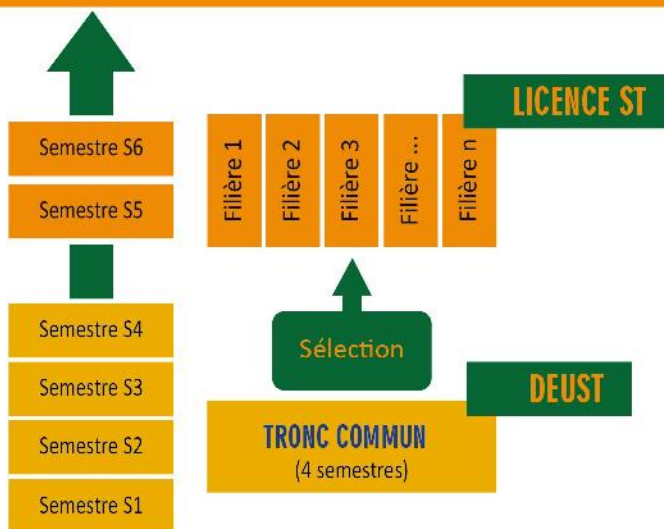 LICENCE ST
Semestre S6
Semestre S5
Filière 1
Filière 2
Filière 3
Filière ...
Filière n
Semestre S4
Semestre S3
Semestre S2
Semestre S1
Sélection
DEUST
TRONC COMMUN
(4 semestres)